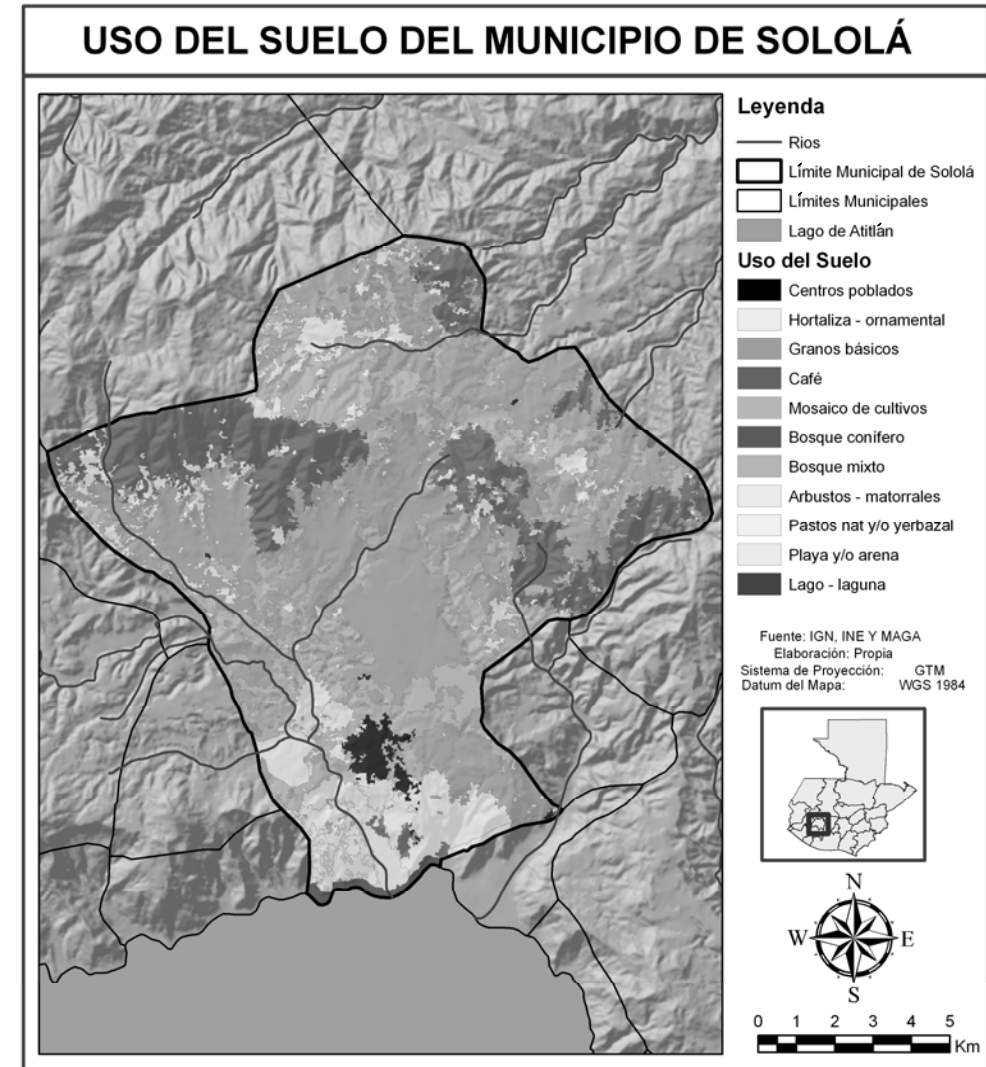 USO DEL SUELO DEL MUNICIPIO DE SOLOLÁ
Leyenda
Rios
Límite Municipal de Sololá
Límites Municipales
Lago de Atitlán
Uso del Suelo
Centros poblados
Hortaliza - ornamental
Granos básicos
Café
Mosaico de cultivos
Bosque conífero
Bosque mixto
Arbustos - matorrales
Pastos nat y/o yerbazal
Playa y/o arena
Lago - laguna
Fuente: IGN, INE Y MAGA
Elaboración: Propia
Sistema de Proyección: GTM
Datum del Mapa: WGS 1984
N
W E
S
0 1 2 3 4 5
Km